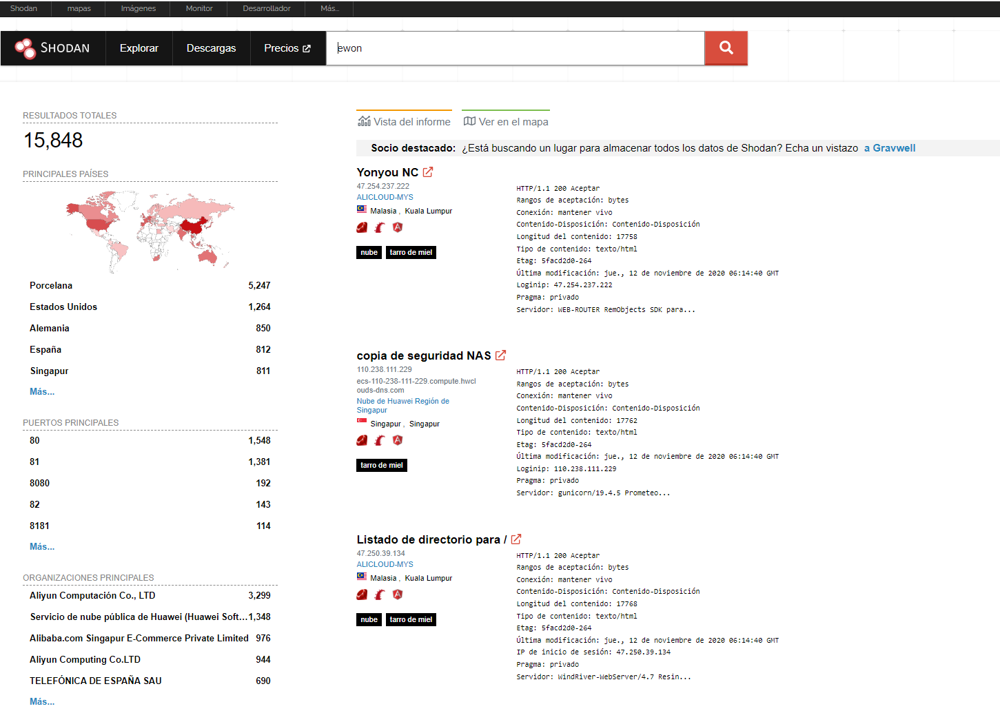 Shodan mapas Imágenes Monitor Desarrollador Más...
SHODAN Explorar Descargas Precios ewon
RESULTADOS TOTALES
15,848
PRINCIPALES PAÍSES
Porcelana 5,247
Estados Unidos 1,264
Alemania 850
España 812
Singapur 811
Más...
PUERTOS PRINCIPALES
80 1,548
81 1,381
8080 192
82 143
8181 114
Más...
ORGANIZACIONES PRINCIPALES
Aliyun Computación Co., LTD 3,299
Servicio de nube pública de Huawei (Huawei Soft... 1,348
Alibaba.com Singapur E-Commerce Private Limited 976
Aliyun Computing Co.LTD 944
TELEFÓNICA DE ESPAÑA SAU 690
Más...
Vista del informe Ver en el mapa
Socio destacado: ¿Está buscando un lugar para almacenar todos los datos de Shodan? Echa un vistazo a Gravwell
Yonyou NC
47.254.237.222
ALICLOUD-MYS
Malasia , Kuala Lumpur
nube tarro de miel
HTTP/1.1 200 Aceptar
Rangos de aceptación: bytes
Conexión: mantener vivo
Contenido-Disposición: Contenido-Disposición
Longitud del contenido: 17758
Tipo de contenido: texto/html
Etag: 5facd2d0-264
Última modificación: jue., 12 de noviembre de 2020 06:14:40 GMT
Loginip: 47.254.237.222
Pragma: privado
Servidor: WEB-ROUTER RemObjects SDK para...
copia de seguridad NAS
110.238.111.229
ecs-110-238-111-229.compute.hwcl
ouds-dns.com
Nube de Huawei Región de
Singapur
Singapur , Singapur
tarro de miel
HTTP/1.1 200 Aceptar
Rangos de aceptación: bytes
Conexión: mantener vivo
Contenido-Disposición: Contenido-Disposición
Longitud del contenido: 17762
Tipo de contenido: texto/html
Etag: 5facd2d0-264
Última modificación: jue., 12 de noviembre de 2020 06:14:40 GMT
Loginip: 110.238.111.229
Pragma: privado
Servidor: gunicorn/19.4.5 Prometeo...
Listado de directorio para /
47.250.39.134
ALICLOUD-MYS
Malasia , Kuala Lumpur
nube tarro de miel
HTTP/1.1 200 Aceptar
Rangos de aceptación: bytes
Conexión: mantener vivo
Contenido-Disposición: Contenido-Disposición
Longitud del contenido: 17768
Tipo de contenido: texto/html
Etag: 5facd2d0-264
Última modificación: jue., 12 de noviembre de 2020 06:14:40 GMT
IP de inicio de sesión: 47.250.39.134
Pragma: privado
Servidor: WindRiver-WebServer/4.7 Resin...